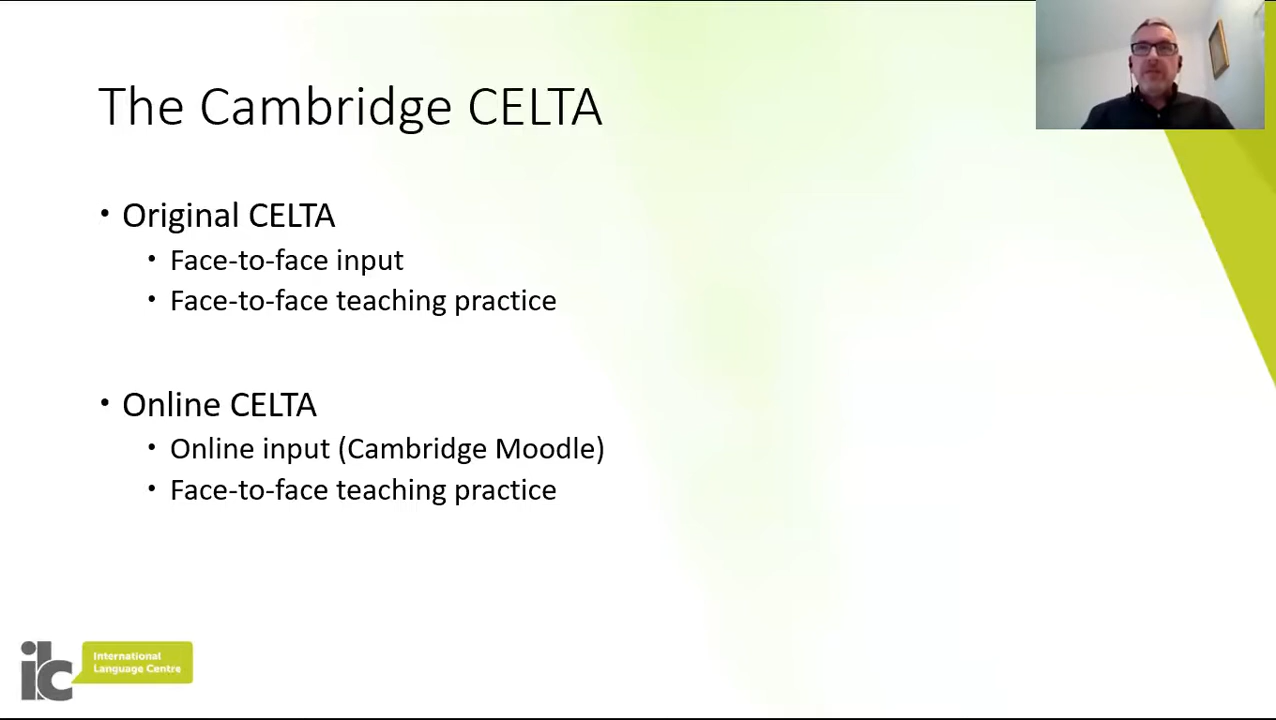 The Cambridge CELTA
• Original CELTA
• Face-to-face input
• Face-to-face teaching practice
• Online CELTA
• Online input (Cambridge Moodle)
• Face-to-face teaching practice
ilc
International
Language Centre